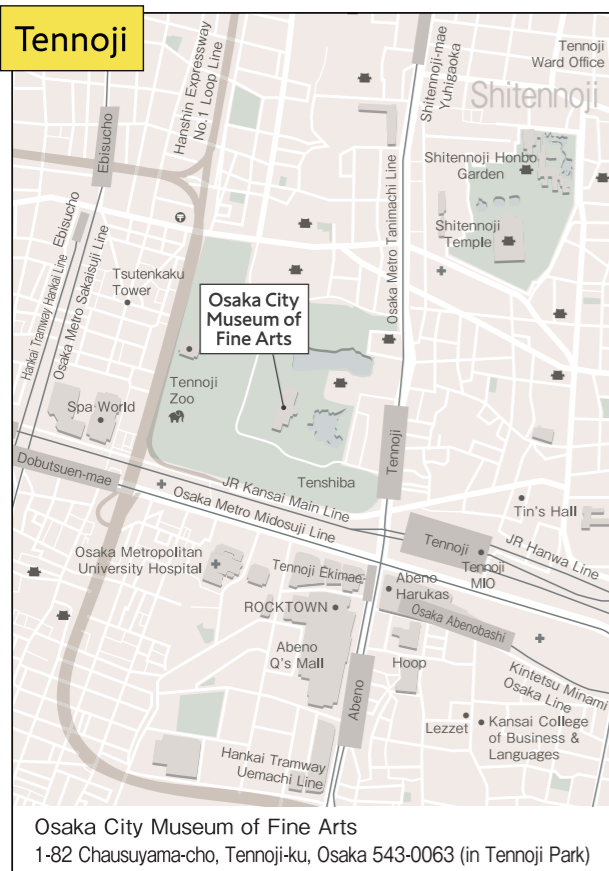 Tennoji
Hanshin Expressway
No.1 Loop Line
Shitennoji-mae
Yuhigaoka
Tennoji
Ward Office
Shitennoji
Ebisucho
Shitennoji Honbo
Garden
Osaka Metro Tanimachi Line
Ebisucho
Shitennoji
Temple
Hankai Tramway Hankai Line
Osaka Metro Sakaisuji Line
Tsutenkaku
Tower
Osaka City
Museum of
Fine Arts
Tennoji
Zoo
Spa World
Tennoji
Dobutsuen-mae
JR Kansai Main Line
Tenshiba
Osaka Metro Midosuji Line
Tin's Hall
JR Hanwa Line
Tennoji
Tennoji
MIO
Osaka Metropolitan
University Hospital
Tennoji Ekimae
Abeno
Harukas
ROCKTOWN
Osaka Abenobashi
Abeno
Q's Mall
Hoop
Kintetsu Minami
Osaka Line
Abeno
Lezzet
Kansai College
of Business &
Languages
Hankai Tramway
Uemachi Line
Osaka City Museum of Fine Arts
1-82 Chausuyama-cho, Tennoji-ku, Osaka 543-0063 (in Tennoji Park)